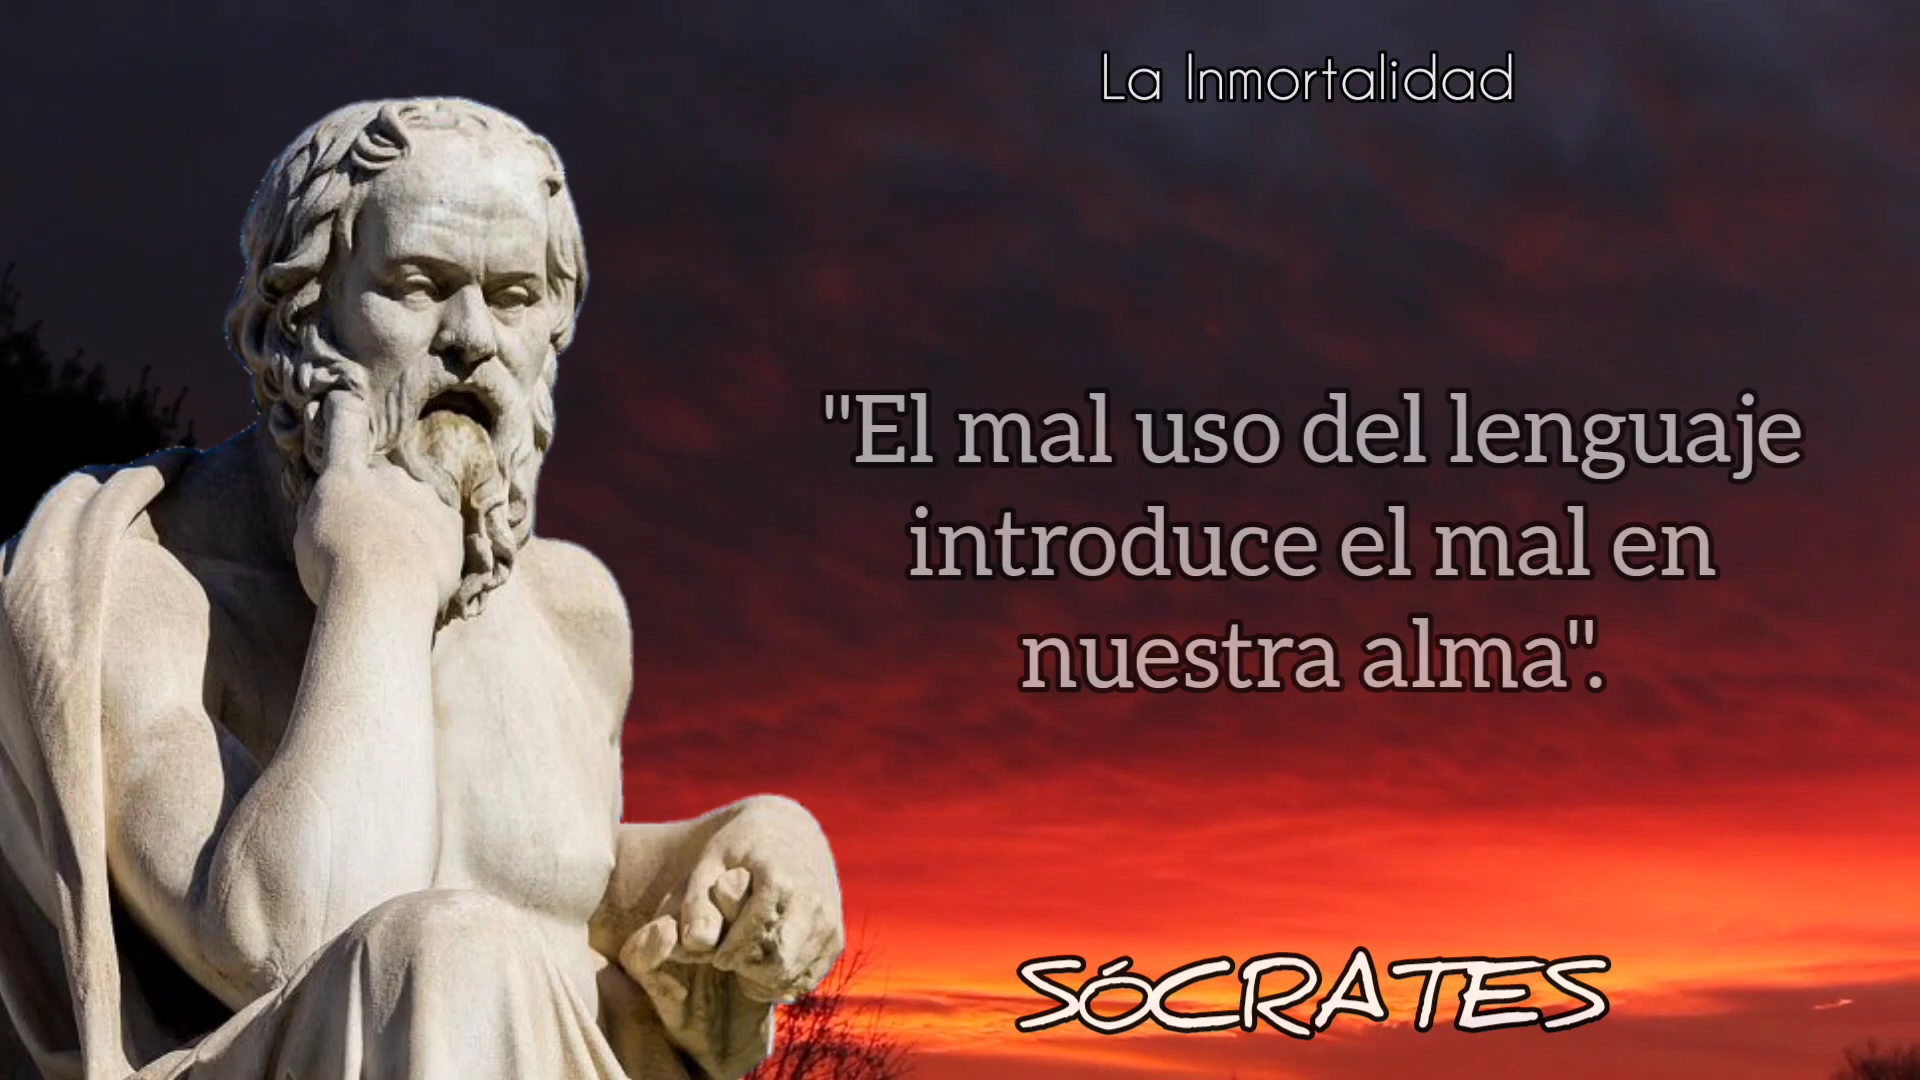 La Inmortalidad
"El mal uso del lenguaje
introduce el mal en
nuestra alma".
SÓCRATES